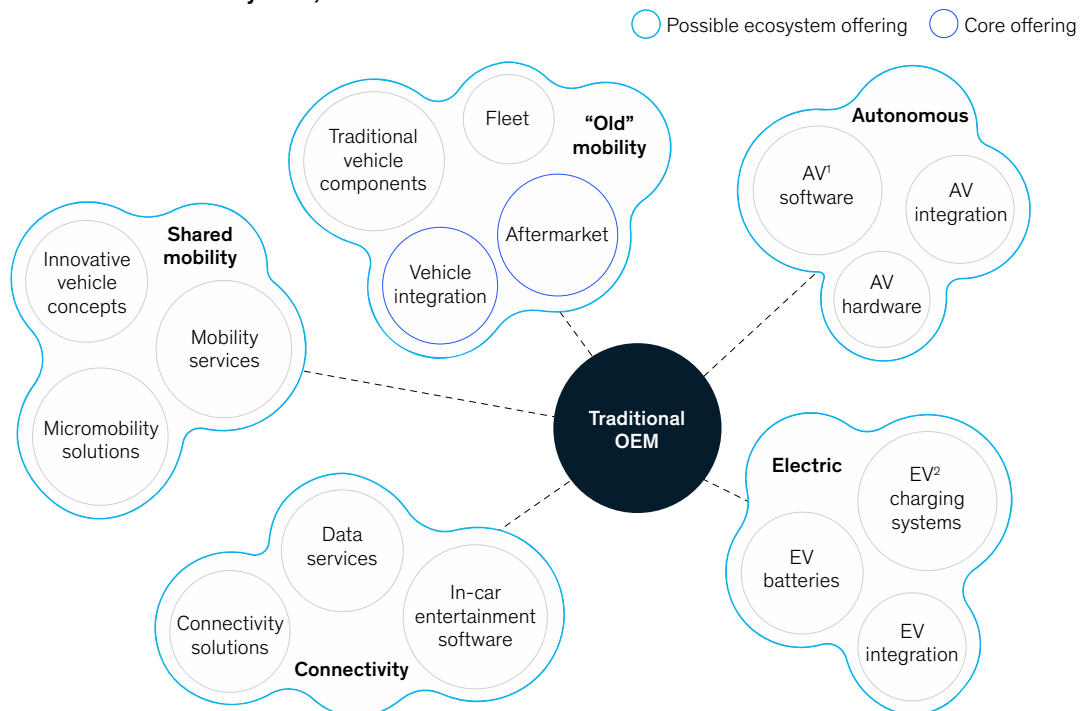 Possible ecosystem offering
Core offering
Traditional
vehicle
components
Fleet
“Old”
mobility
Aftermarket
Vehicle
integration
Autonomous
AV¹
software
AV
integration
AV
hardware
Shared
mobility
Innovative
vehicle
concepts
Mobility
services
Micromobility
solutions
Traditional
OEM
Electric
EV²
charging
systems
EV
batteries
EV
integration
Data
services
In-car
entertainment
software
Connectivity
solutions
Connectivity